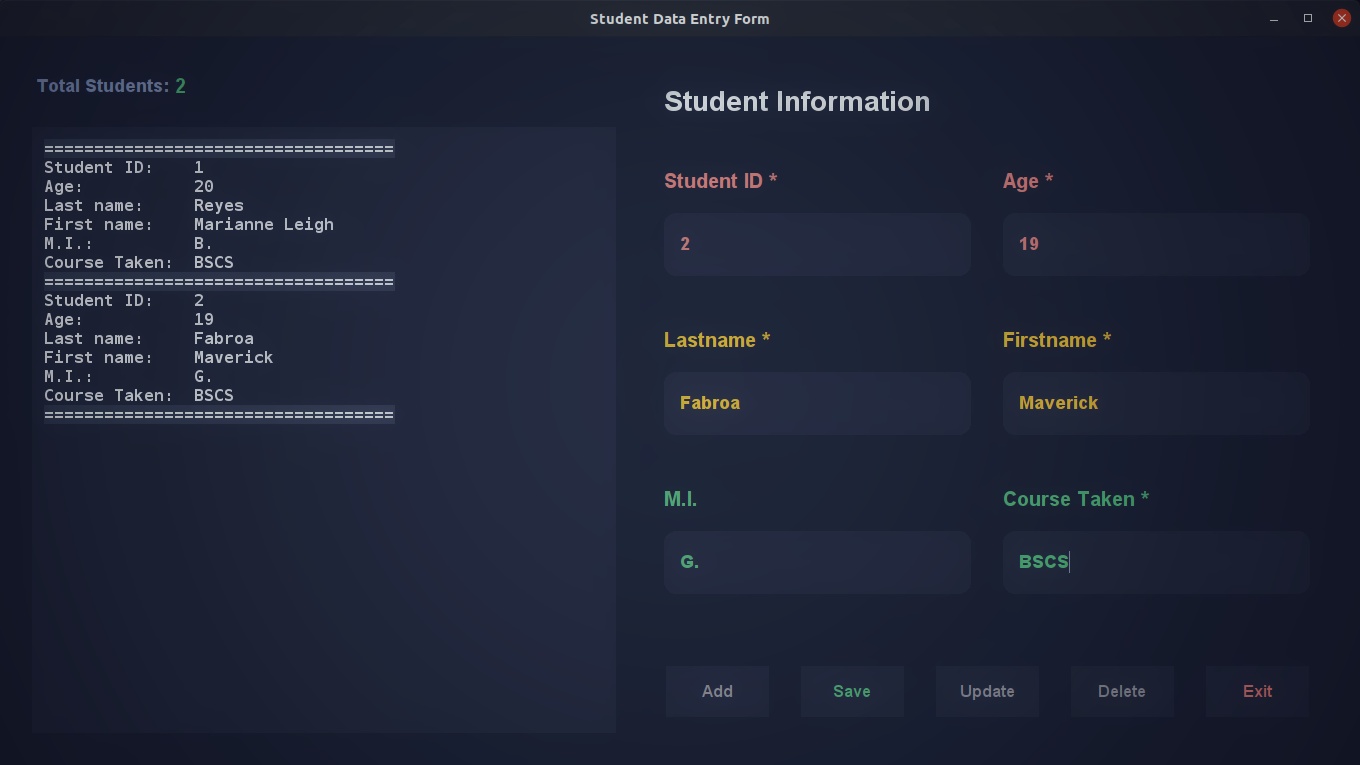 Student Data Entry Form
Total Students: 2
===================================
Student ID: 1
Age: 20
Last name: Reyes
First name: Marianne Leigh
M.I.: B.
Course Taken: BSCS
===================================
Student ID: 2
Age: 19
Last name: Fabroa
First name: Maverick
M.I.: G.
Course Taken: BSCS
===================================
Student Information
Student ID * Age *
2 19
Lastname * Firstname *
Fabroa Maverick
M.I. Course Taken *
G. BSCS
Add Save Update Delete Exit